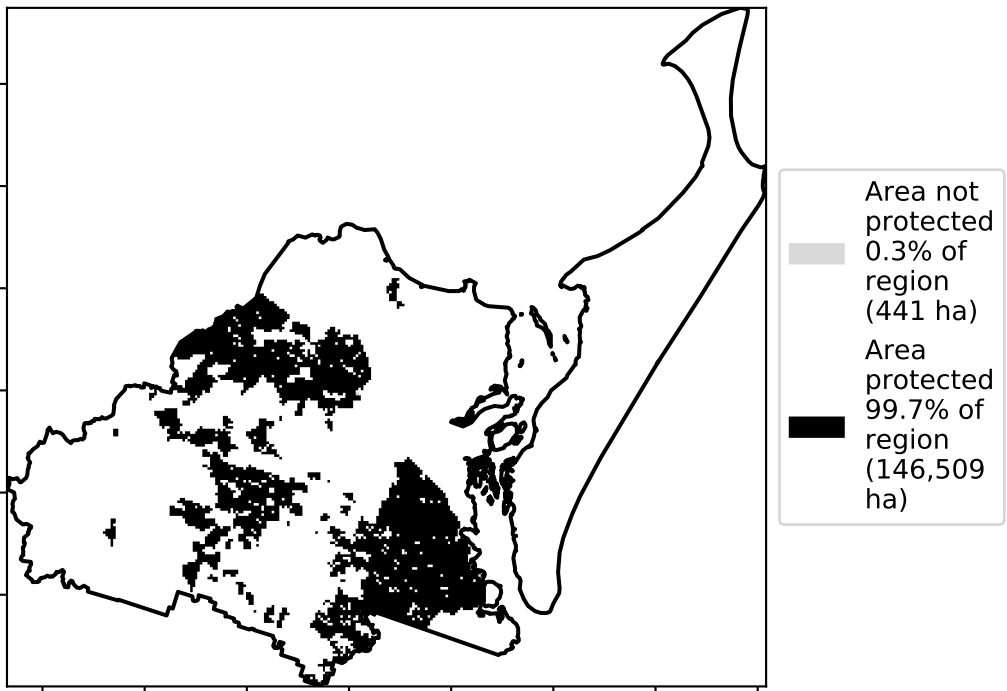 Area not
protected
0.3% of
region
(441 ha)
Area
protected
99.7% of
region
(146,509
ha)